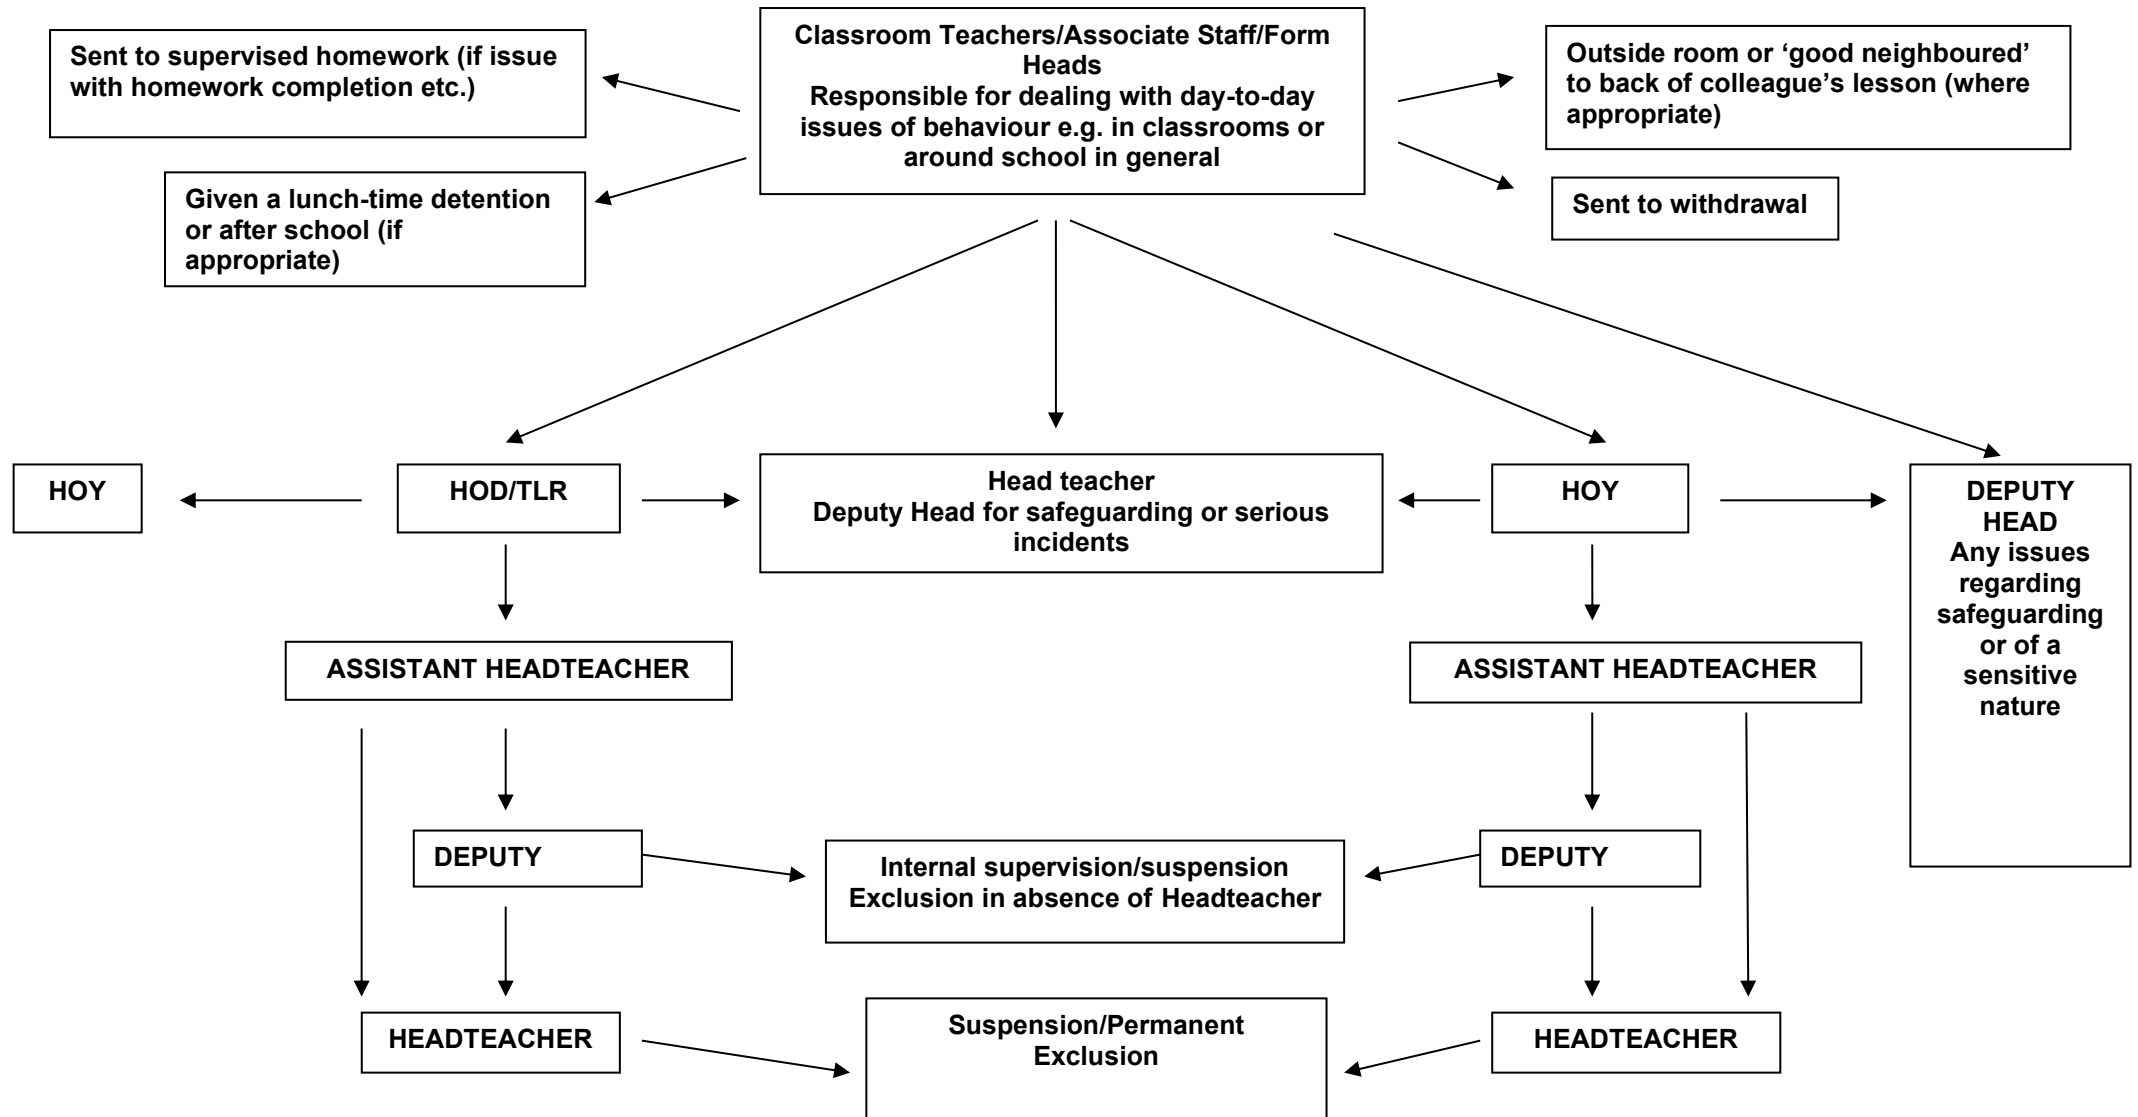 Sent to supervised homework (if issue
with homework completion etc.)
Classroom Teachers/Associate Staff/Form
Heads
Responsible for dealing with day-to-day
issues of behaviour e.g. in classrooms or
around school in general
Outside room or ‘good neighboured’
to back of colleague’s lesson (where
appropriate)
Given a lunch-time detention
or after school (if
appropriate)
Sent to withdrawal
HOY
HOD/TLR
Head teacher
Deputy Head for safeguarding or serious
incidents
HOY
DEPUTY
HEAD
Any issues
regarding
safeguarding
or of a
sensitive
nature
ASSISTANT HEADTEACHER
ASSISTANT HEADTEACHER
DEPUTY
Internal supervision/suspension
Exclusion in absence of Headteacher
DEPUTY
HEADTEACHER
Suspension/Permanent
Exclusion
HEADTEACHER